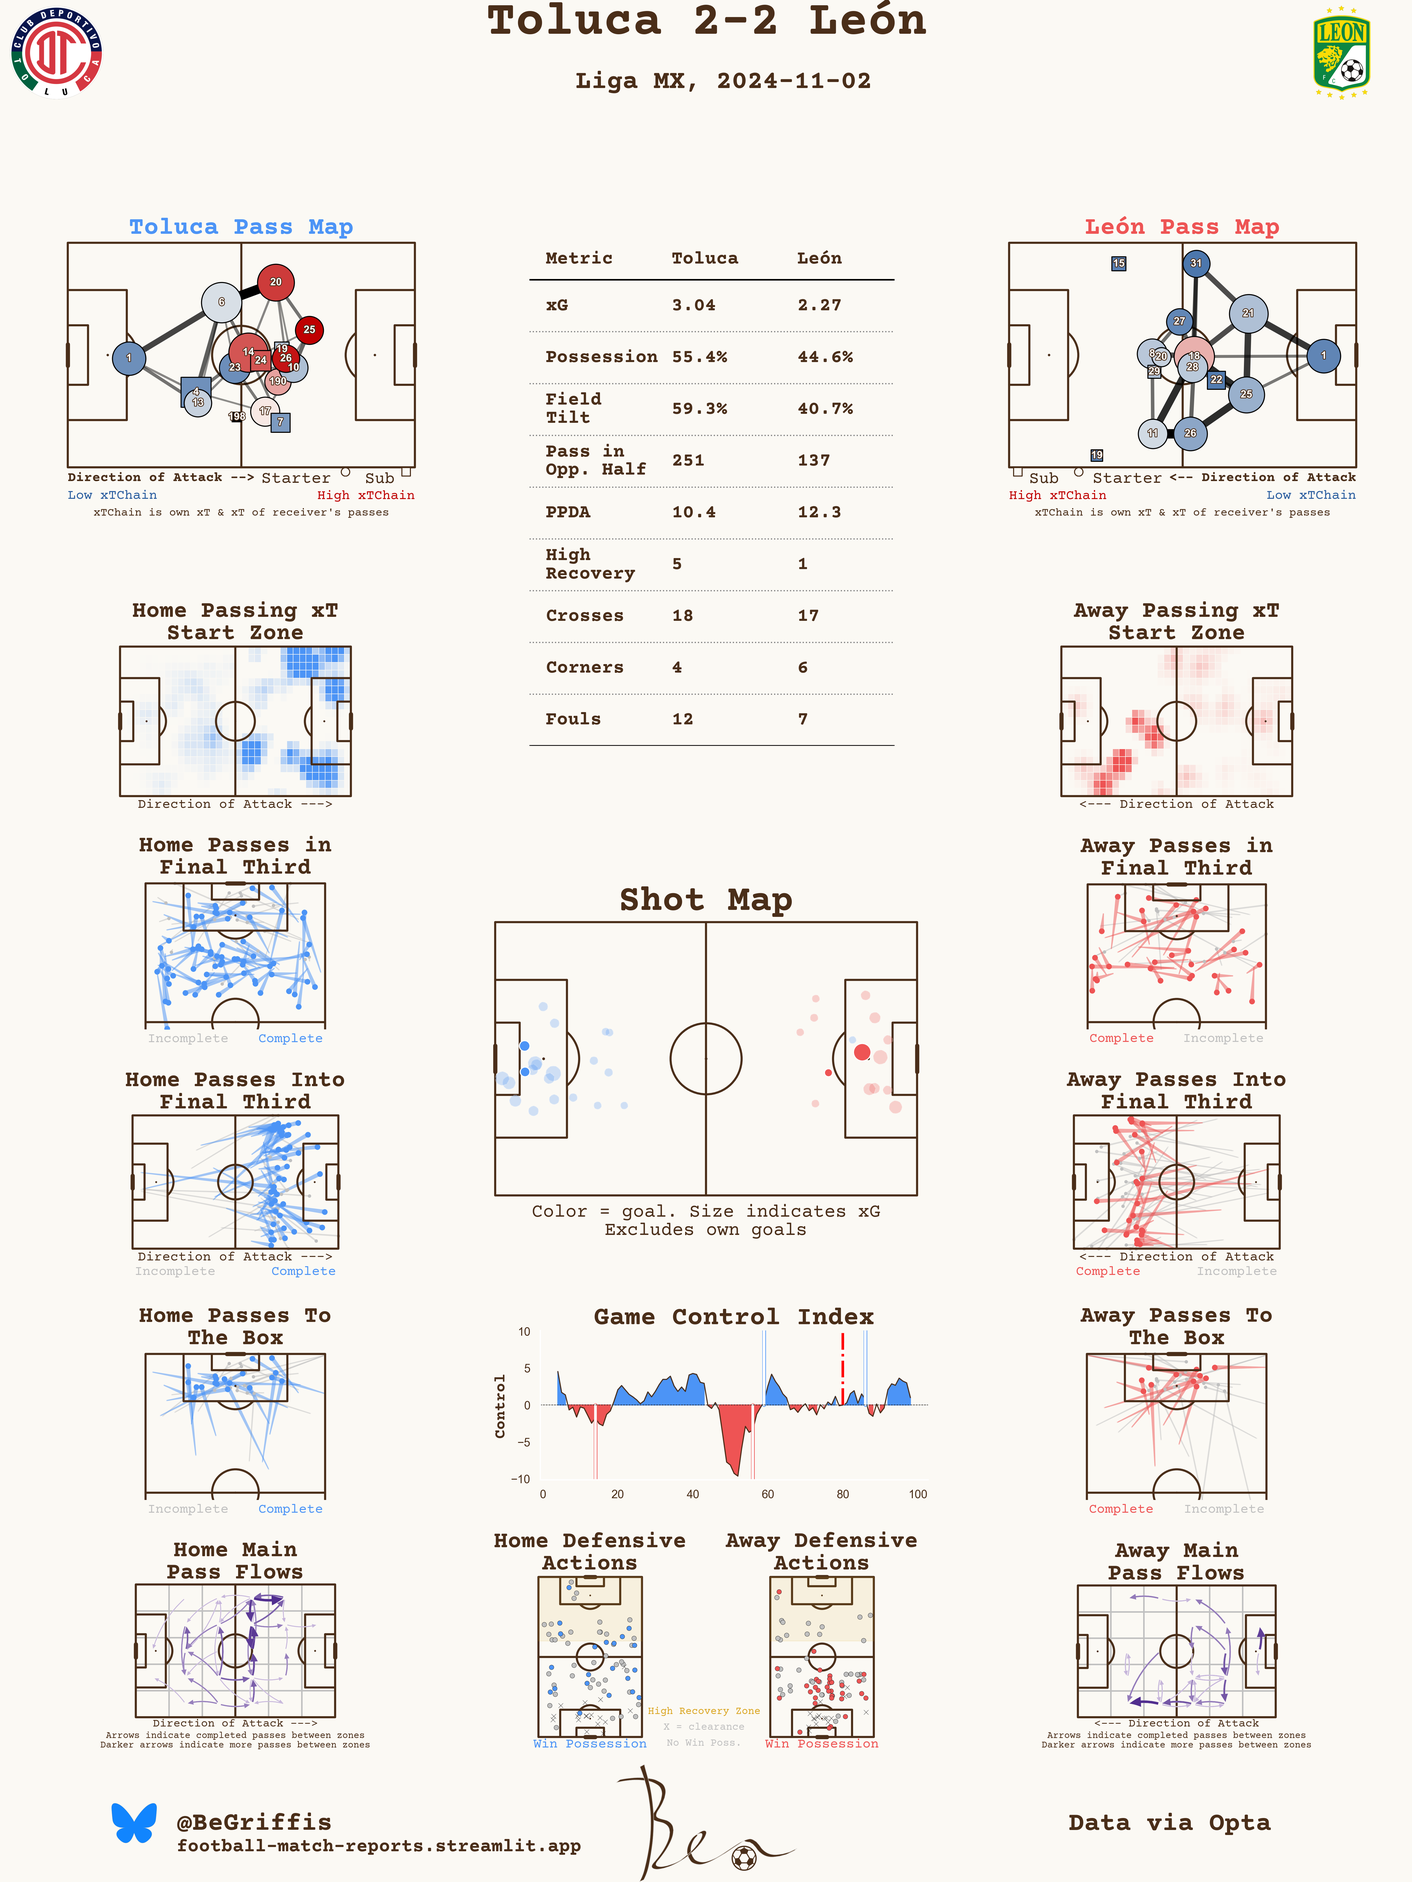 Toluca 2-2 León
Liga MX, 2024-11-02
CLUB DEPORTIVO
TOLUCA
LEON
F C
Toluca Pass Map
1
6
20
25
14
19
26
24
23
10
190
4
13
17
198
7
Direction of Attack --> Starter Sub
Low xTChain High xTChain
xTChain is own xT & xT of receiver's passes
Metric Toluca León
xG 3.04 2.27
Possession 55.4% 44.6%
Field
Tilt 59.3% 40.7%
Pass in
Opp. Half 251 137
PPDA 10.4 12.3
High
Recovery 5 1
Crosses 18 17
Corners 4 6
Fouls 12 7
León Pass Map
15
31
27
21
8
20
18
1
29
28
22
25
11
26
19
Sub Starter <-- Direction of Attack
High xTChain Low xTChain
xTChain is own xT & xT of receiver's passes
Home Passing xT
Start Zone
Direction of Attack --->
Away Passing xT
Start Zone
<--- Direction of Attack
Home Passes in
Final Third
Incomplete Complete
Away Passes in
Final Third
Complete Incomplete
Shot Map
Color = goal. Size indicates xG
Excludes own goals
Home Passes Into
Final Third
Direction of Attack --->
Incomplete Complete
Away Passes Into
Final Third
<--- Direction of Attack
Complete Incomplete
Home Passes To
The Box
Incomplete Complete
Game Control Index
Control
10
5
0
−5
−10
0 20 40 60 80 100
Away Passes To
The Box
Complete Incomplete
Home Main
Pass Flows
Direction of Attack --->
Arrows indicate completed passes between zones
Darker arrows indicate more passes between zones
Home Defensive
Actions
Win Possession
Away Defensive
Actions
Win Possession
High Recovery Zone
X = clearance
No Win Poss.
Away Main
Pass Flows
<--- Direction of Attack
Arrows indicate completed passes between zones
Darker arrows indicate more passes between zones
@BeGriffis
football-match-reports.streamlit.app
Ben
Data via Opta